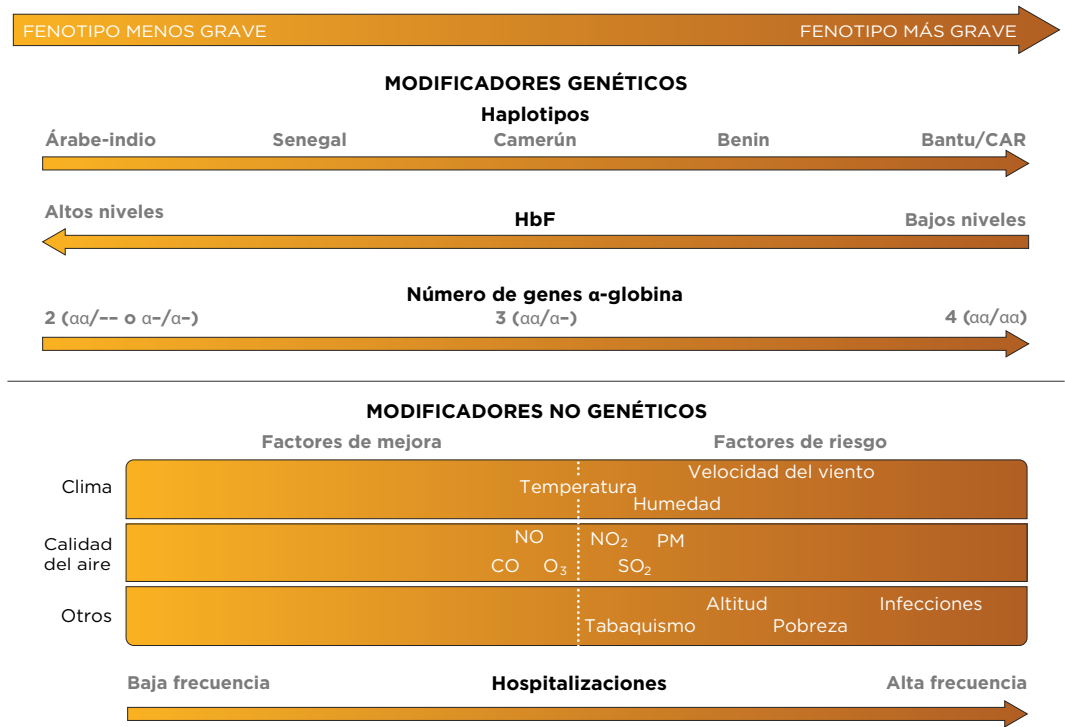 FENOTIPO MENOS GRAVE FENOTIPO MÁS GRAVE
MODIFICADORES GENÉTICOS
Haplotipos
Árabe-indio Senegal Camerún Benin Bantu/CAR
Altos niveles HbF Bajos niveles
Número de genes α-globina
2 (αα/−− o α−/α−) 3 (αα/α−) 4 (αα/αα)
MODIFICADORES NO GENÉTICOS
Factores de mejora Factores de riesgo
Clima
Velocidad del viento
Temperatura
Humedad
Calidad
del aire
NO NO₂ PM
CO O₃ SO₂
Otros
Altitud Infecciones
Tabaquismo Pobreza
Baja frecuencia Hospitalizaciones Alta frecuencia